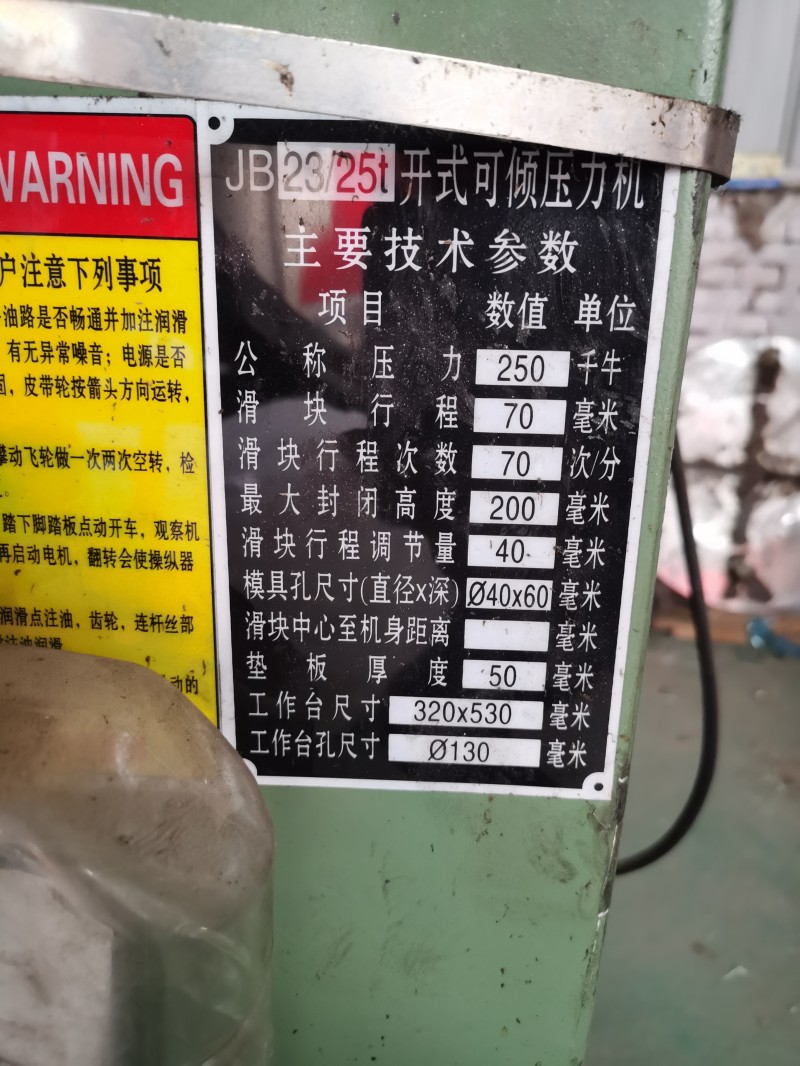 WARNING
户注意下列事项
油路是否畅通并加注润滑
有无异常噪音；电源是否
固，皮带轮按箭头方向运转，
动飞轮做一次两次空转，检
踏下脚踏板点动开车，观察机
再启动电机，翻转会使操纵器
润滑点注油，齿轮，连杆丝部
注油润滑
动的
JB23/25t开式可倾压力机
主要技术参数
项目 数值 单位
公称压力 250 千牛
滑块行程 70 毫米
滑块行程次数 70 次/分
最大封闭高度 200 毫米
滑块行程调节量 40 毫米
模具孔尺寸(直径x深) Ø40x60 毫米
滑块中心至机身距离 毫米
垫板厚度 50 毫米
工作台尺寸 320x530 毫米
工作台孔尺寸 Ø130 毫米